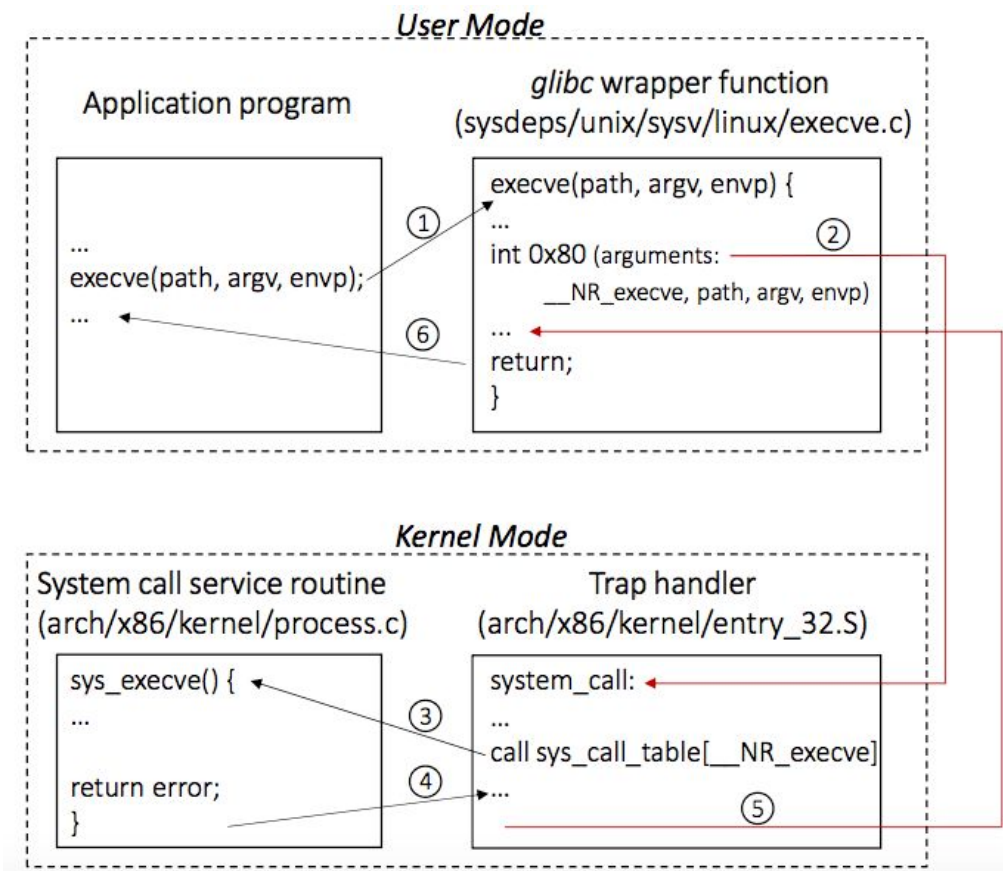 User Mode
Application program
glibc wrapper function
(sysdeps/unix/sysv/linux/execve.c)
...
execve(path, argv, envp);
...
1
6
execve(path, argv, envp) {
...
int 0x80 (arguments:
__NR_execve, path, argv, envp)
...
return;
}
2
Kernel Mode
System call service routine
(arch/x86/kernel/process.c)
Trap handler
(arch/x86/kernel/entry_32.S)
sys_execve() {
...
return error;
}
3
4
system_call:
...
call sys_call_table[__NR_execve]
...
5